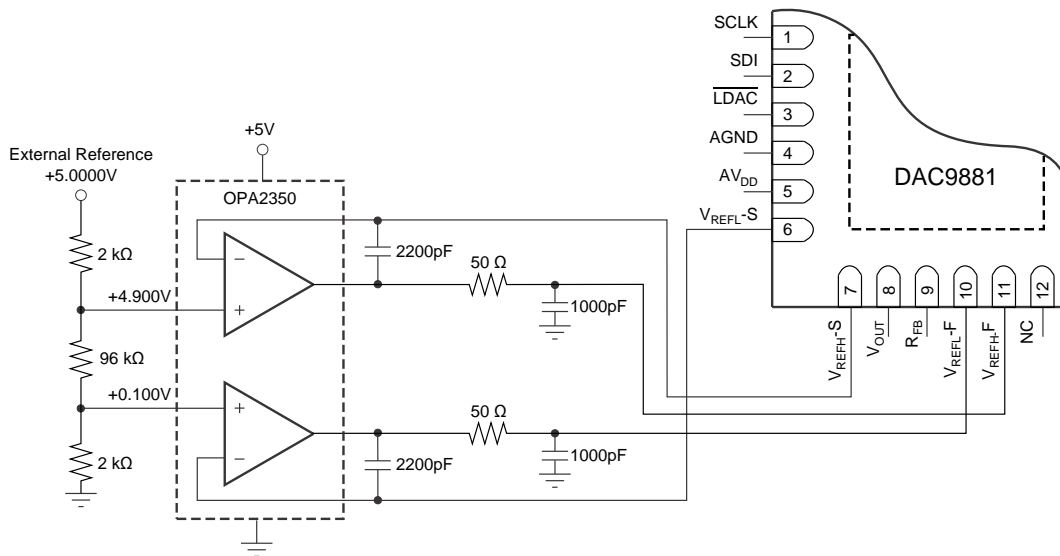 SCLK
1
SDI
2
LDAC
3
AGND
4
AVDD
5
VREFL-S
6
DAC9881
7
8
9
10
11
12
VREFH-S
VOUT
RFB
VREFL-F
VREFH-F
NC
External Reference
+5.0000V
+5V
OPA2350
2 kΩ
+4.900V
96 kΩ
+0.100V
2 kΩ
−
+
+
−
2200pF
50 Ω
1000pF
50 Ω
2200pF
1000pF